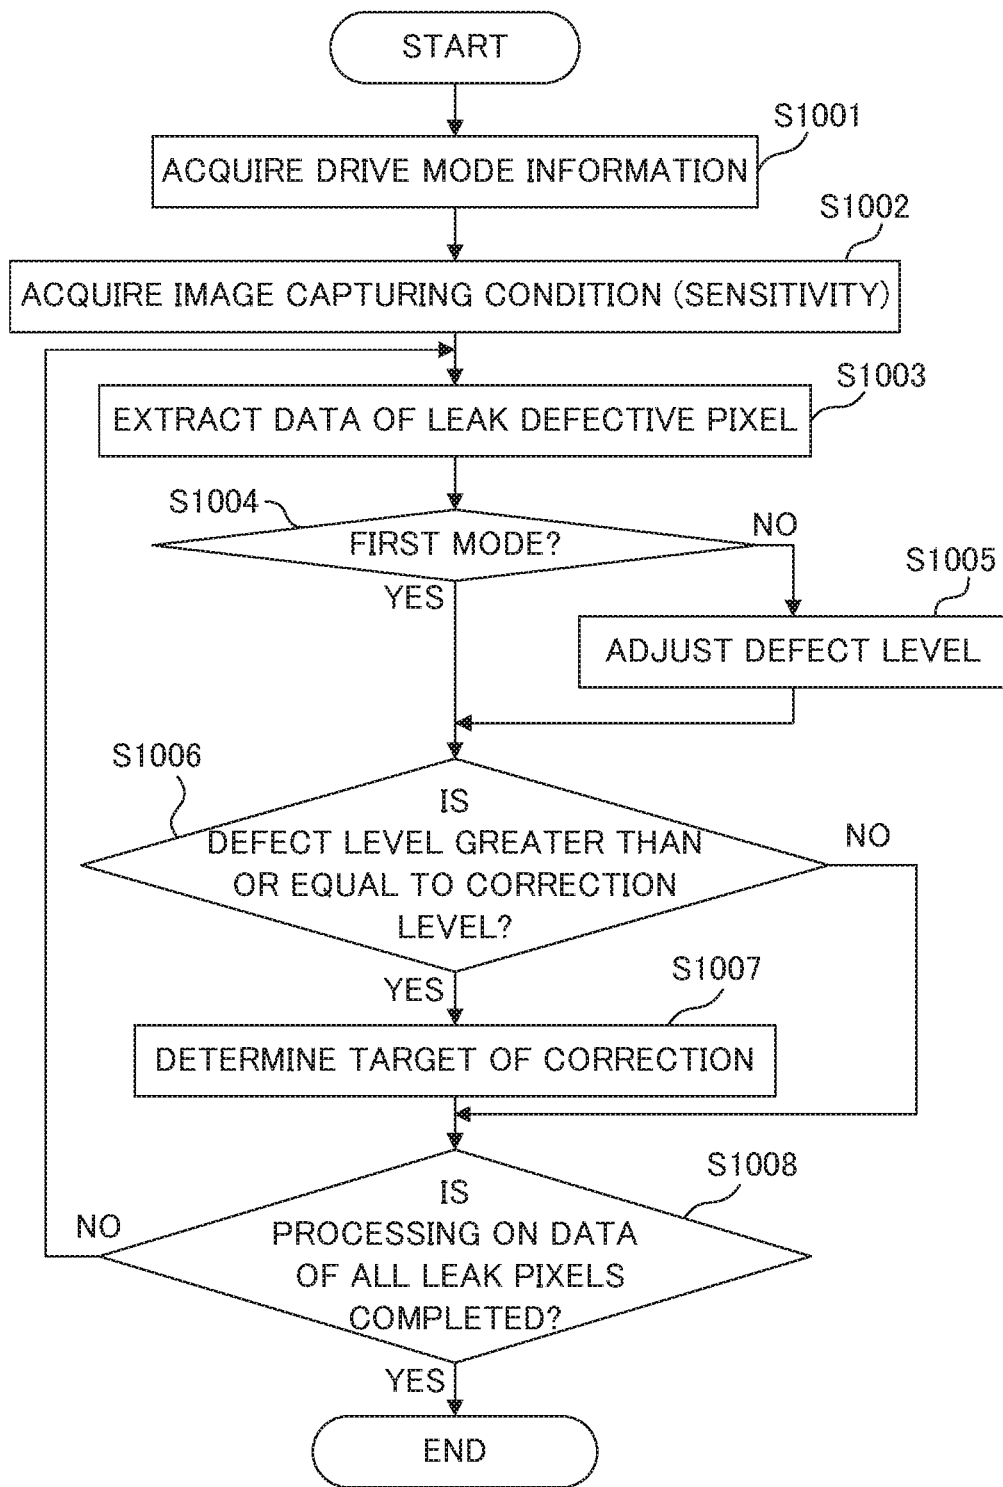 START
S1001
ACQUIRE DRIVE MODE INFORMATION
S1002
ACQUIRE IMAGE CAPTURING CONDITION (SENSITIVITY)
S1003
EXTRACT DATA OF LEAK DEFECTIVE PIXEL
S1004
FIRST MODE?
NO
YES
S1005
ADJUST DEFECT LEVEL
S1006
IS
DEFECT LEVEL GREATER THAN
OR EQUAL TO CORRECTION
LEVEL?
NO
YES
S1007
DETERMINE TARGET OF CORRECTION
S1008
IS
PROCESSING ON DATA
OF ALL LEAK PIXELS
COMPLETED?
NO
YES
END